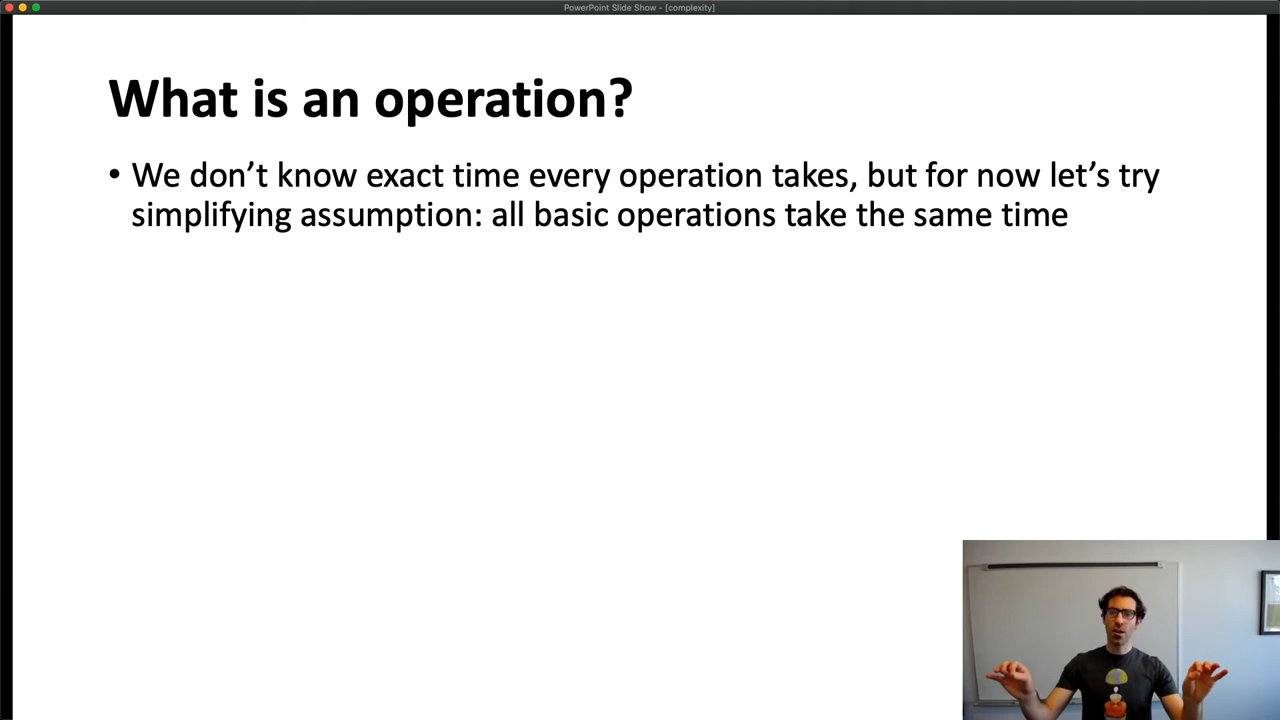 PowerPoint Slide Show - [complexity]
What is an operation?
• We don’t know exact time every operation takes, but for now let’s try
simplifying assumption: all basic operations take the same time